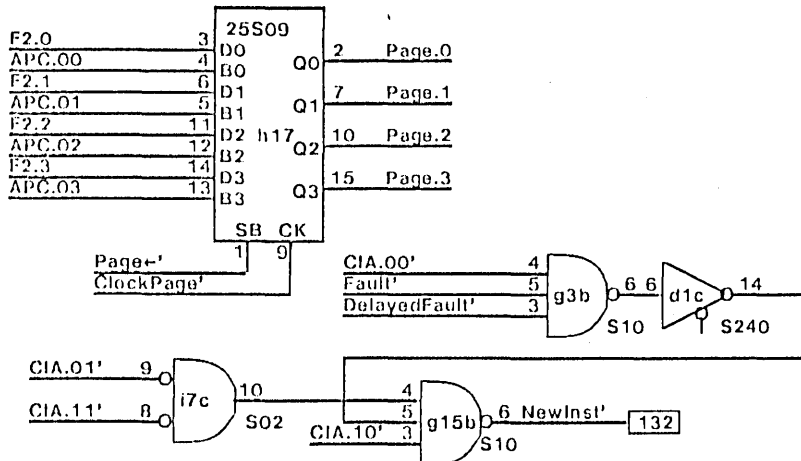 25S09
F2.0 3 D0
APC.00 4 B0 Q0 2 Page.0
F2.1 6 D1
APC.01 5 B1 Q1 7 Page.1
F2.2 11 D2 h17
APC.02 12 B2 Q2 10 Page.2
F2.3 14 D3
APC.03 13 B3 Q3 15 Page.3
SB CK
1 9
Page←'
ClockPage'
CIA.00' 4
Fault' 5 g3b 6 6 d1c 14
DelayedFault' 3
S10 S240
CIA.01' 9
i7c 10
CIA.11' 8
S02
4
5 g15b 6 NewInst' 132
CIA.10' 3
S10